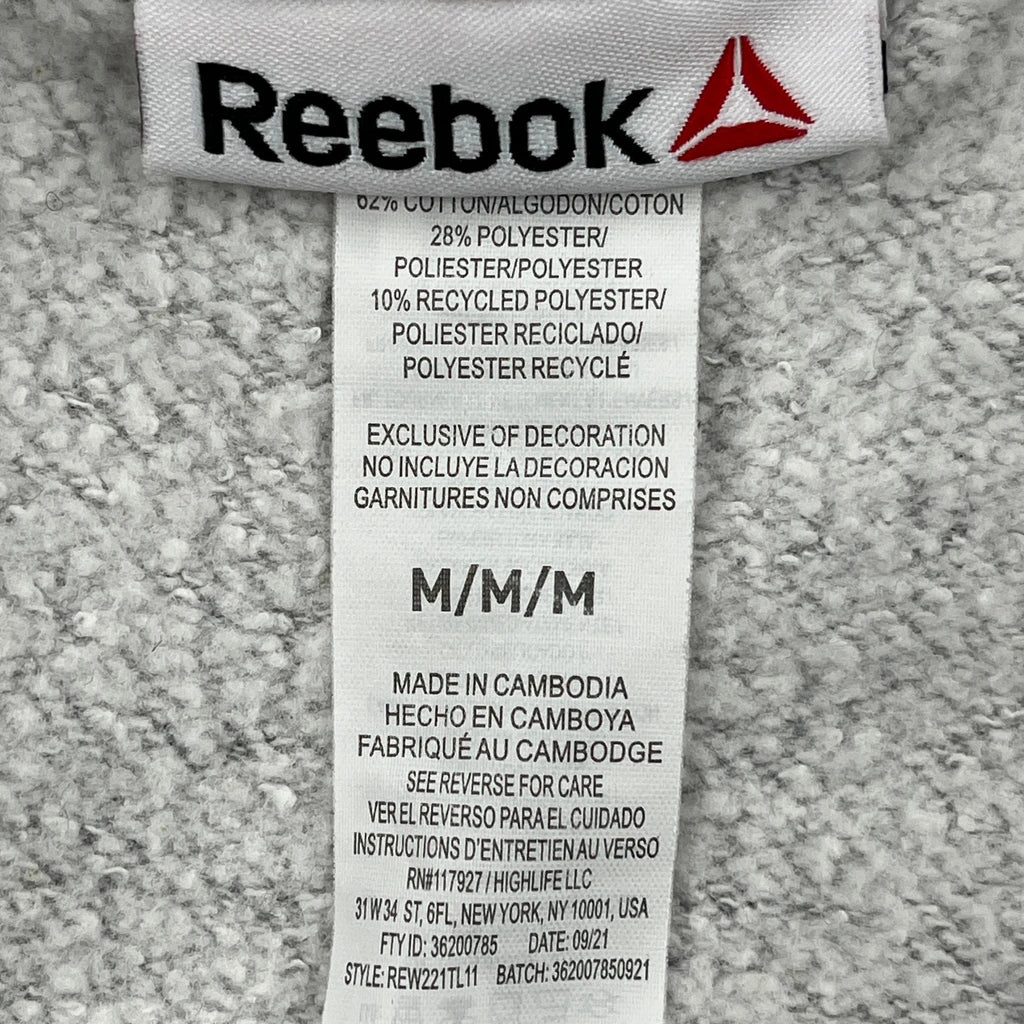 Reebok
62% COTTON/ALGODON/COTON
28% POLYESTER/
POLIESTER/POLYESTER
10% RECYCLED POLYESTER/
POLIESTER RECICLADO/
POLYESTER RECYCLÉ
EXCLUSIVE OF DECORATION
NO INCLUYE LA DECORACION
GARNITURES NON COMPRISES
M/M/M
MADE IN CAMBODIA
HECHO EN CAMBOYA
FABRIQUÉ AU CAMBODGE
SEE REVERSE FOR CARE
VER EL REVERSO PARA EL CUIDADO
INSTRUCTIONS D'ENTRETIEN AU VERSO
RN#117927 / HIGHLIFE LLC
31 W 34 ST, 6FL, NEW YORK, NY 10001, USA
FTY ID: 36200785 DATE: 09/21
STYLE: REW221TL11 BATCH: 362007850921